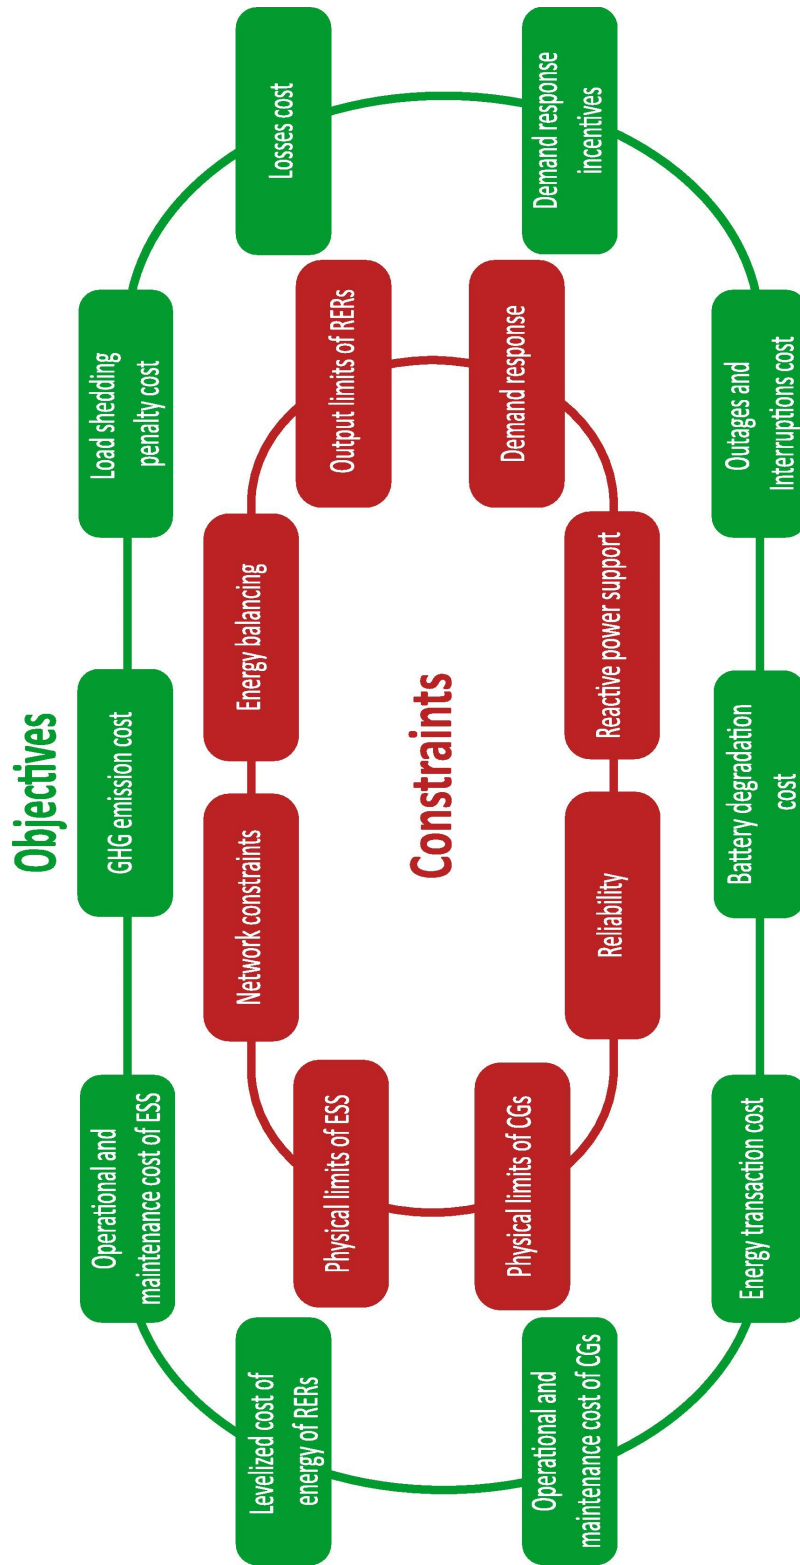 Objectives
Operational and
maintenance cost of ESS
GHG emission cost
Load shedding
penalty cost
Levelized cost of
energy of RERs
Losses cost
Network constraints
Energy balancing
Physical limits of ESS
Output limits of RERs
Constraints
Physical limits of CGs
Demand response
Reliability
Reactive power support
Operational and
maintenance cost of CGs
Demand response
incentives
Energy transaction cost
Battery degradation
cost
Outages and
Interruptions cost